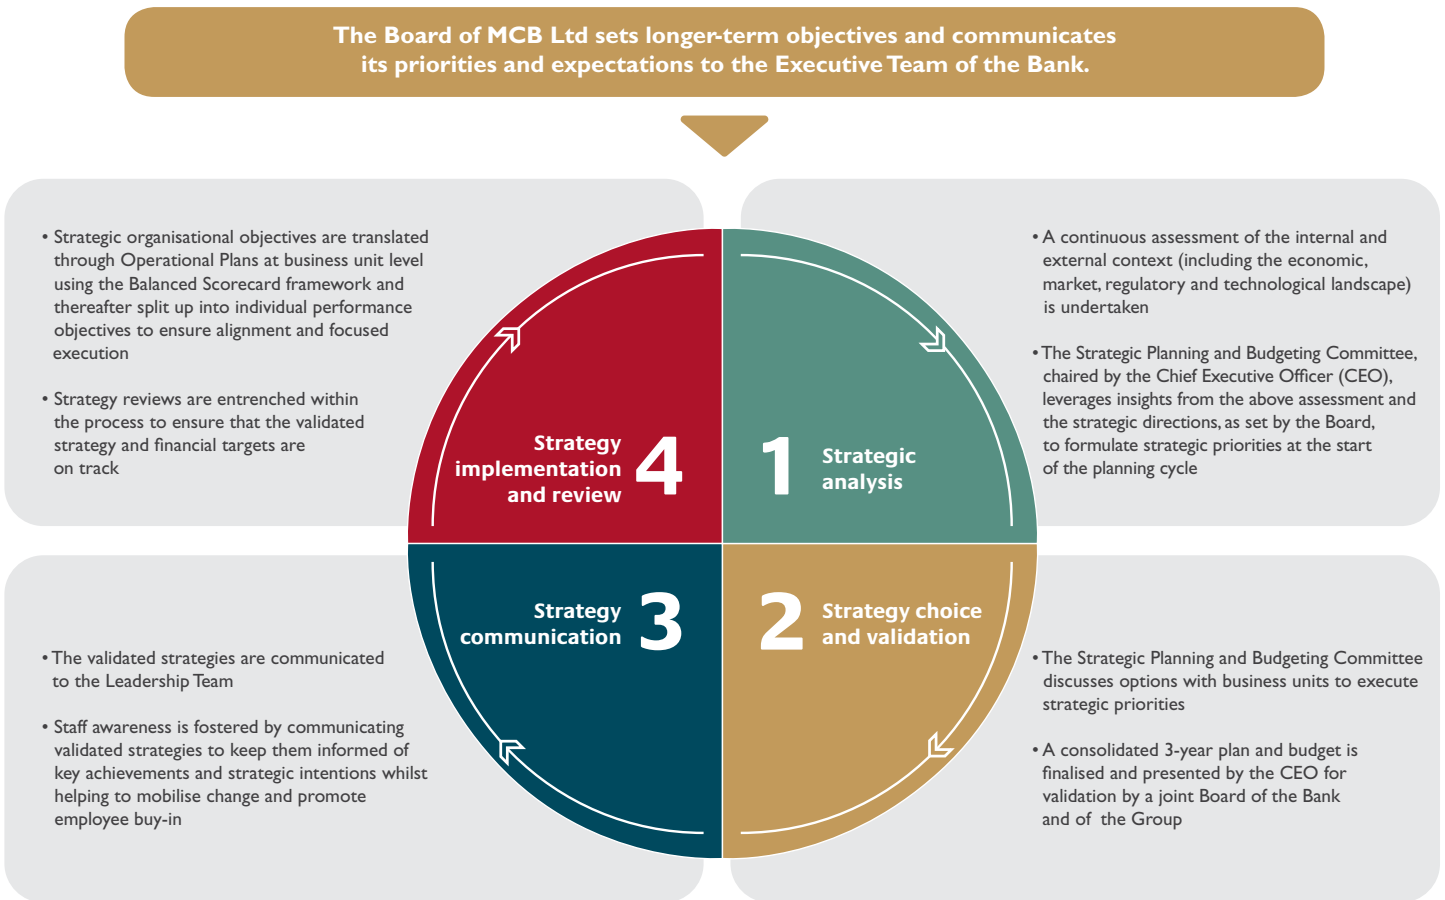 The Board of MCB Ltd sets longer-term objectives and communicates
its priorities and expectations to the Executive Team of the Bank.
• Strategic organisational objectives are translated
through Operational Plans at business unit level
using the Balanced Scorecard framework and
thereafter split up into individual performance
objectives to ensure alignment and focused
execution
• Strategy reviews are entrenched within
the process to ensure that the validated
strategy and financial targets are
on track
Strategy
implementation
and review
4
1
Strategic
analysis
• A continuous assessment of the internal and
external context (including the economic,
market, regulatory and technological landscape)
is undertaken
• The Strategic Planning and Budgeting Committee,
chaired by the Chief Executive Officer (CEO),
leverages insights from the above assessment and
the strategic directions, as set by the Board,
to formulate strategic priorities at the start
of the planning cycle
• The validated strategies are communicated
to the Leadership Team
• Staff awareness is fostered by communicating
validated strategies to keep them informed of
key achievements and strategic intentions whilst
helping to mobilise change and promote
employee buy-in
Strategy
communication
3
2
Strategy choice
and validation
• The Strategic Planning and Budgeting Committee
discusses options with business units to execute
strategic priorities
• A consolidated 3-year plan and budget is
finalised and presented by the CEO for
validation by a joint Board of the Bank
and of the Group